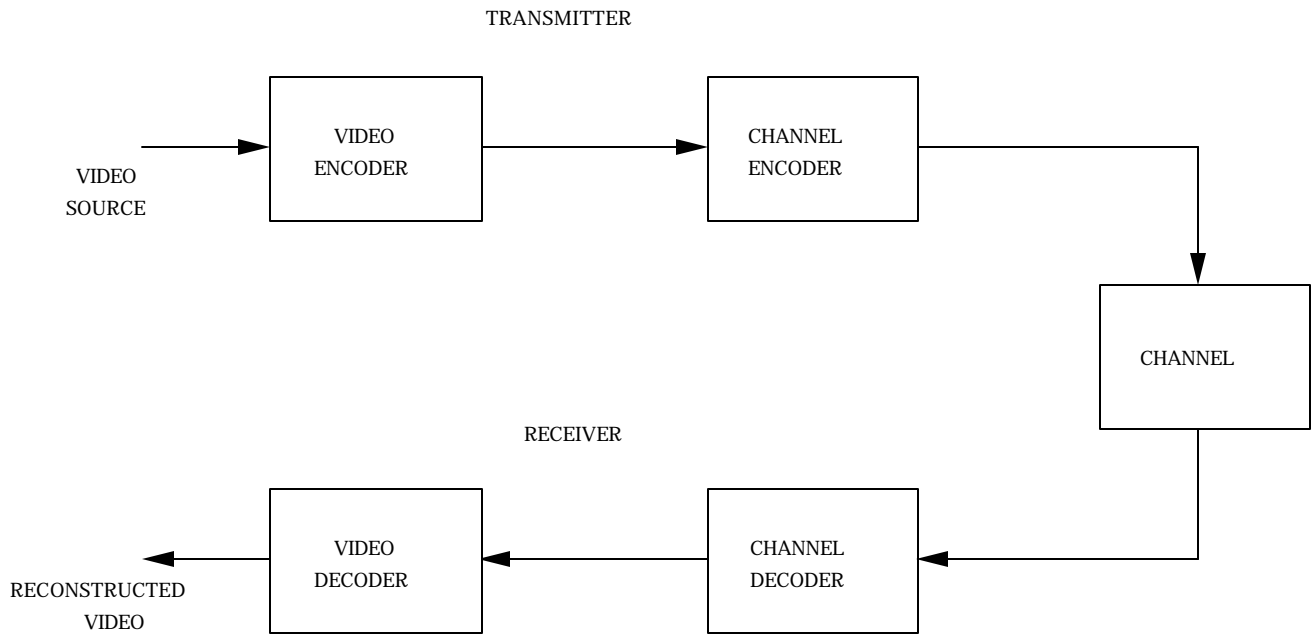 TRANSMITTER
VIDEO
ENCODER
CHANNEL
ENCODER
VIDEO
SOURCE
CHANNEL
RECEIVER
VIDEO
DECODER
CHANNEL
DECODER
RECONSTRUCTED
VIDEO